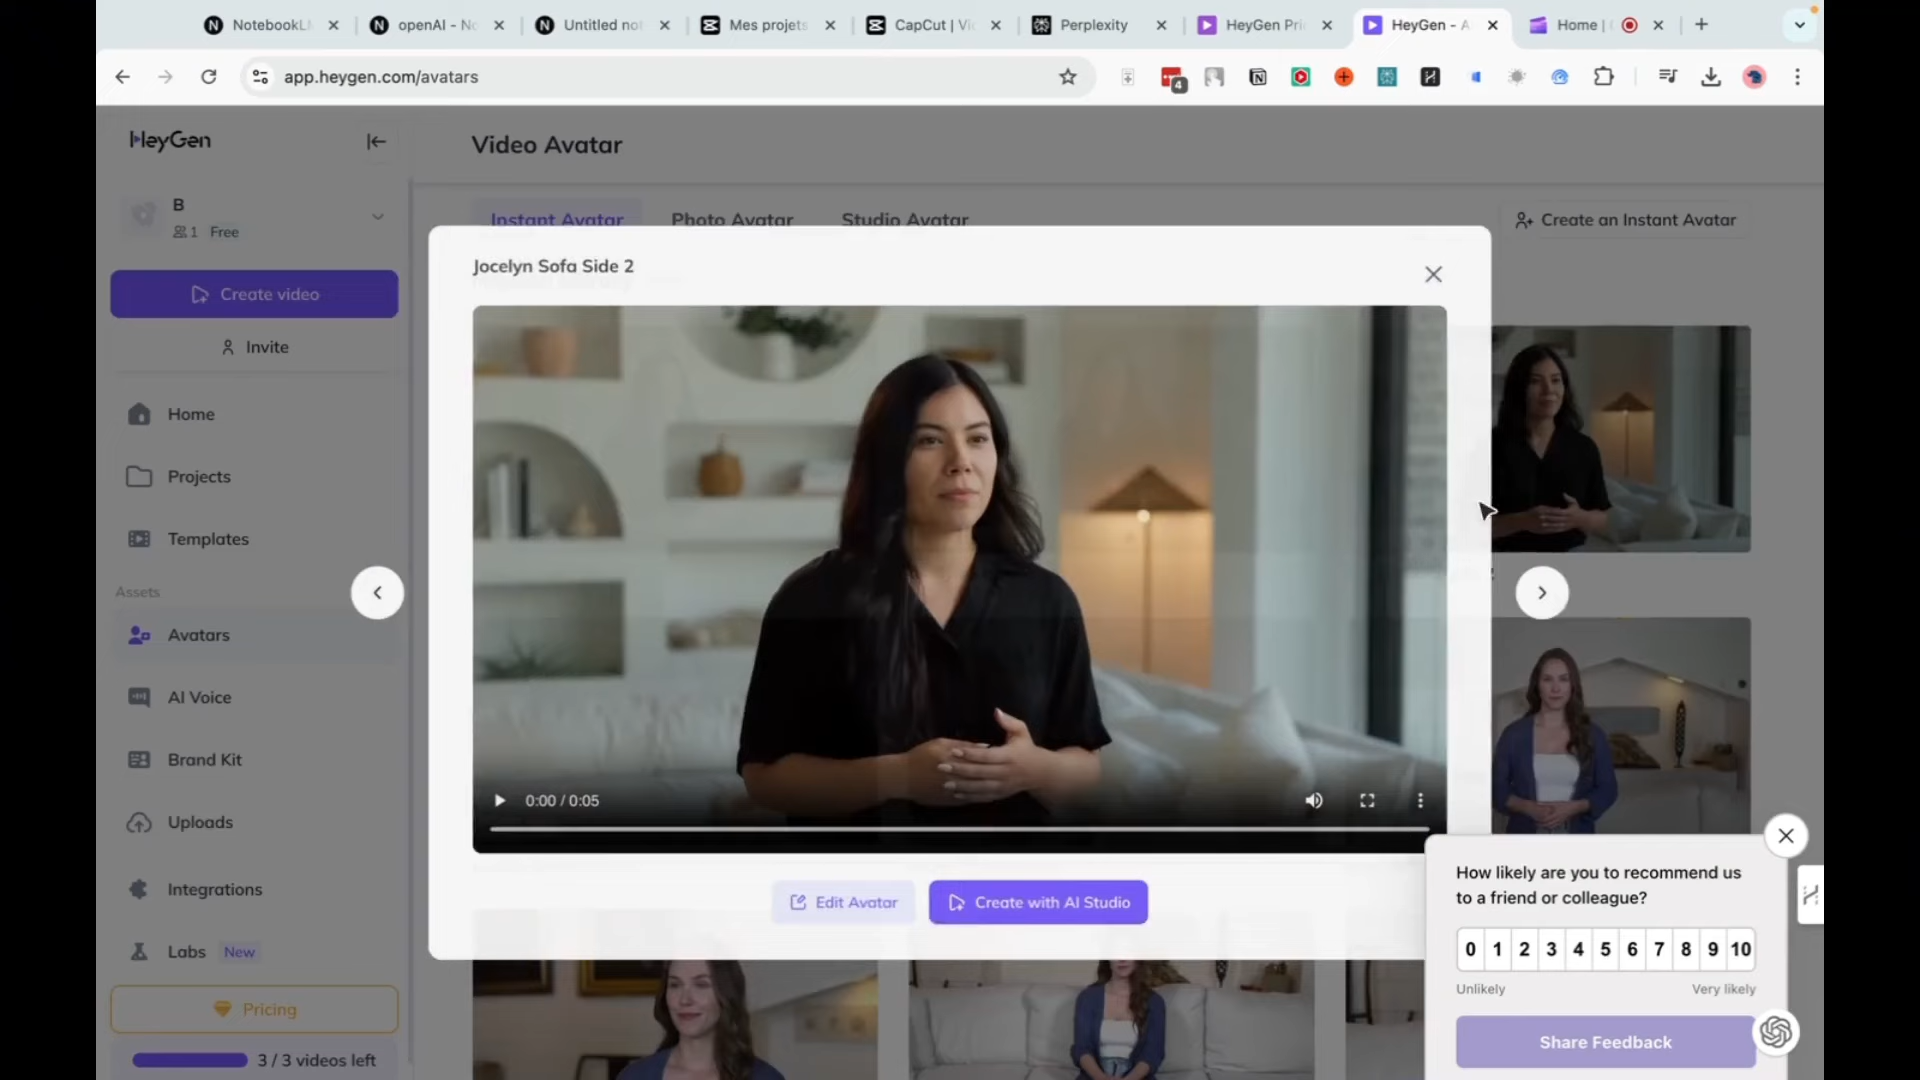 NotebookLM
openAI - No
Untitled not
Mes projets
CapCut | Vi
Perplexity
HeyGen Pri
HeyGen - A
Home |
app.heygen.com/avatars
4
HeyGen
B
1 Free
Create video
Invite
Home
Projects
Templates
Assets
Avatars
AI Voice
Brand Kit
Uploads
Integrations
Labs New
Pricing
3 / 3 videos left
Video Avatar
Instant Avatar
Photo Avatar
Studio Avatar
Create an Instant Avatar
Jocelyn Sofa Side 2
0:00 / 0:05
Edit Avatar
Create with AI Studio
How likely are you to recommend us
to a friend or colleague?
0 1 2 3 4 5 6 7 8 9 10
Unlikely
Very likely
Share Feedback